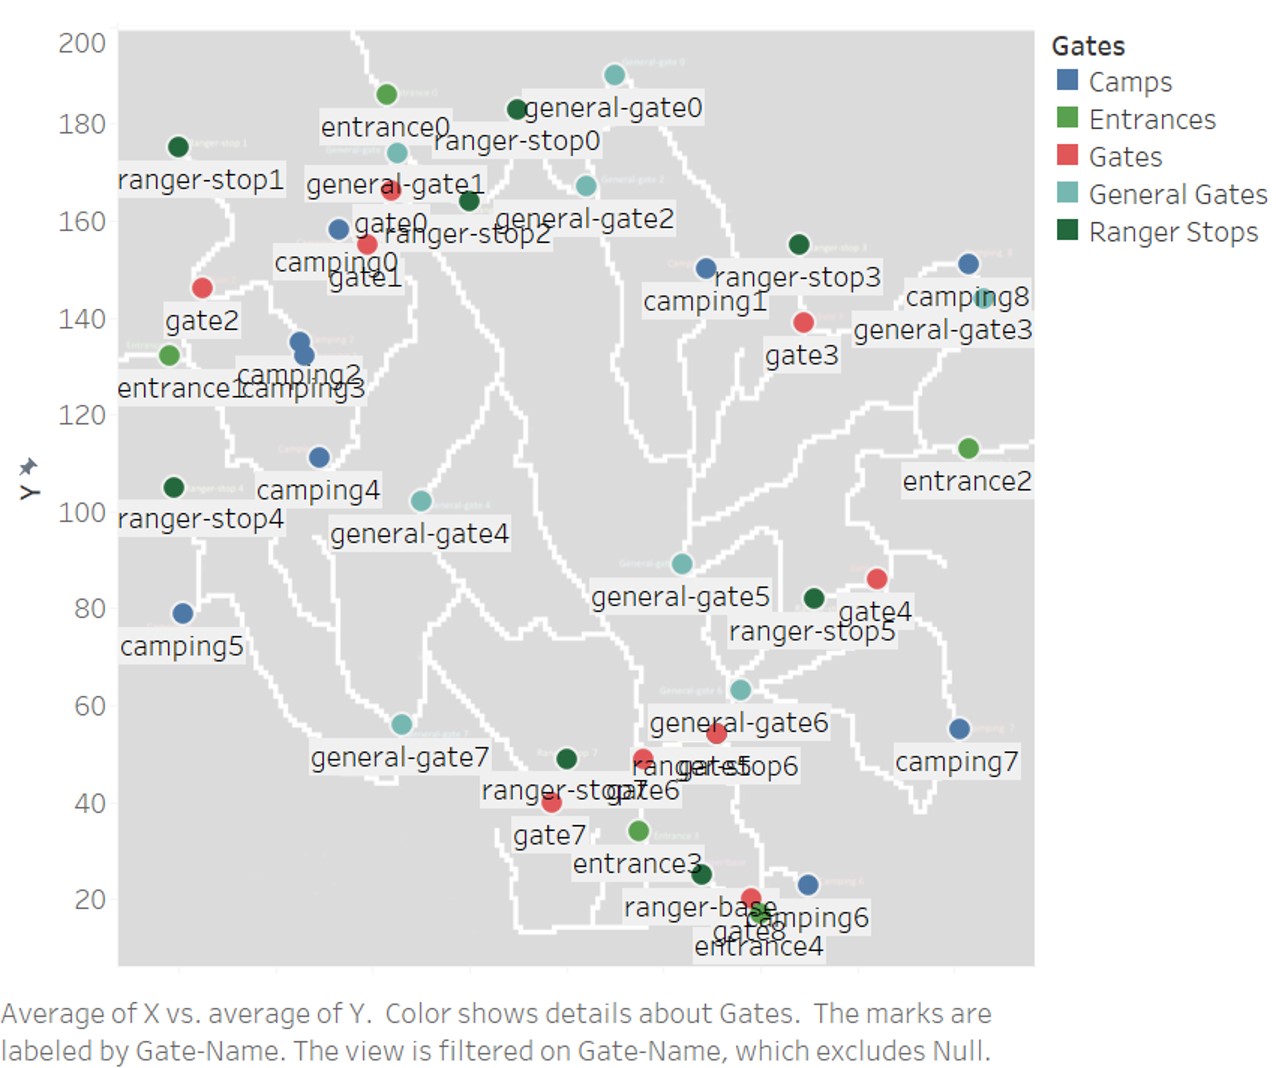 Gates
Camps
Entrances
Gates
General Gates
Ranger Stops
Y
200
180
160
140
120
100
80
60
40
20
general-gate0
entrance0
ranger-stop0
ranger-stop1
general-gate1
general-gate2
gate0
ranger-stop2
camping0
gate1
ranger-stop3
camping1
camping8
gate2
general-gate3
gate3
camping2
entrance1
camping3
entrance2
camping4
ranger-stop4
general-gate4
general-gate5
gate4
ranger-stop5
camping5
general-gate6
general-gate7
camping7
gate5
ranger-stop6
ranger-stop7
gate6
gate7
entrance3
ranger-base
camping6
gate8
entrance4
Average of X vs. average of Y. Color shows details about Gates. The marks are
labeled by Gate-Name. The view is filtered on Gate-Name, which excludes Null.